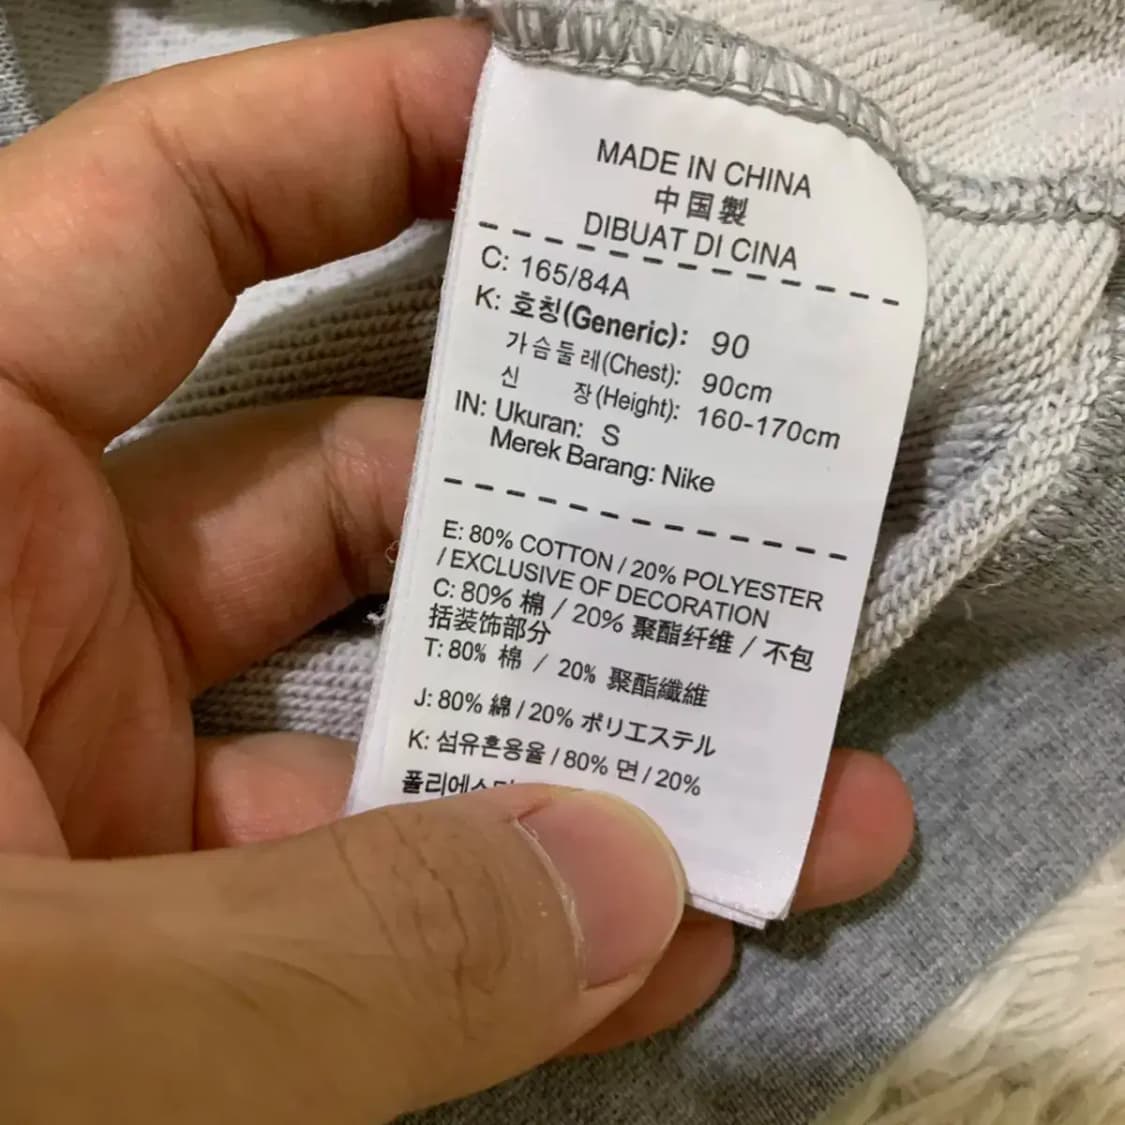 MADE IN CHINA
中国製
DIBUAT DI CINA
C: 165/84A
K: 호칭(Generic): 90
가슴둘레(Chest): 90cm
신 장(Height): 160-170cm
IN: Ukuran: S
Merek Barang: Nike
E: 80% COTTON / 20% POLYESTER
/ EXCLUSIVE OF DECORATION
C: 80% 棉 / 20% 聚酯纤维 / 不包
括装饰部分
T: 80% 棉 / 20% 聚酯纖維
J: 80% 綿 / 20% ポリエステル
K: 섬유혼용율 / 80% 면 / 20%